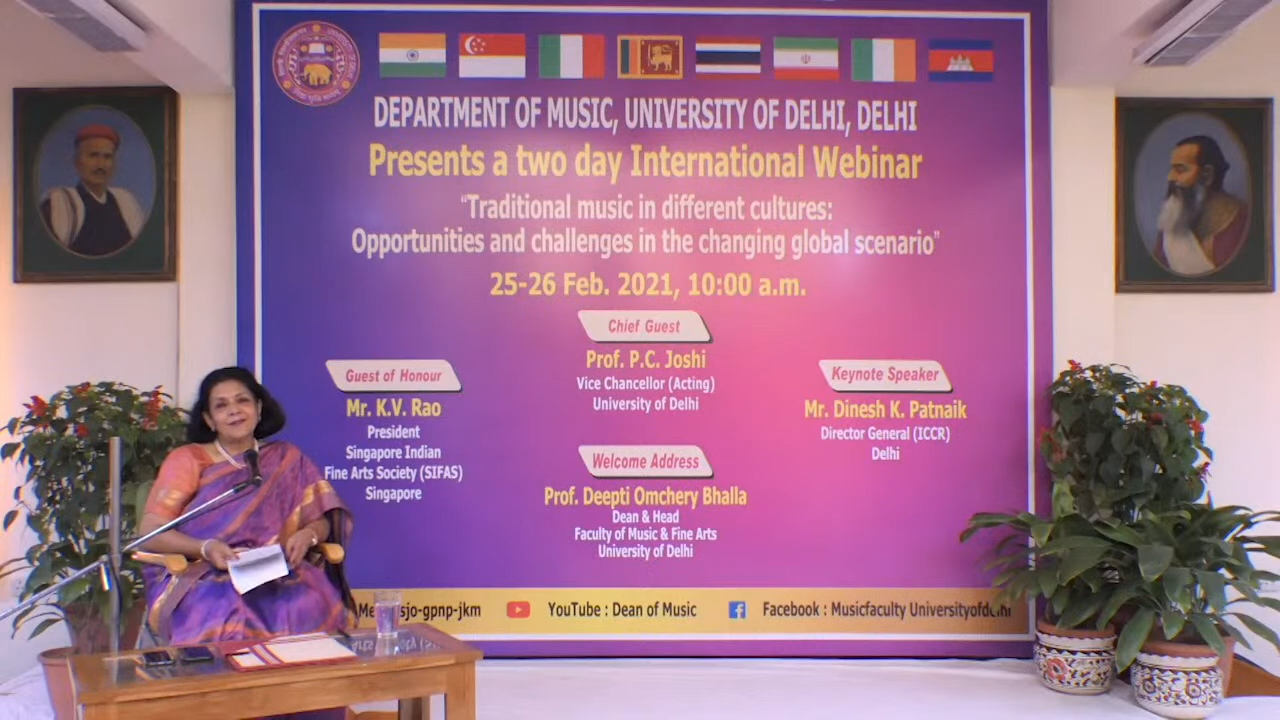 DEPARTMENT OF MUSIC, UNIVERSITY OF DELHI, DELHI
Presents a two day International Webinar
"Traditional music in different cultures:
Opportunities and challenges in the changing global scenario"
25-26 Feb. 2021, 10:00 a.m.
Chief Guest
Prof. P.C. Joshi
Vice Chancellor (Acting)
University of Delhi
Guest of Honour
Mr. K.V. Rao
President
Singapore Indian
Fine Arts Society (SIFAS)
Singapore
Keynote Speaker
Mr. Dinesh K. Patnaik
Director General (ICCR)
Delhi
Welcome Address
Prof. Deepti Omchery Bhalla
Dean & Head
Faculty of Music & Fine Arts
University of Delhi
sjo-gpnp-jkm YouTube : Dean of Music Facebook : Musicfaculty Universityofdelhi